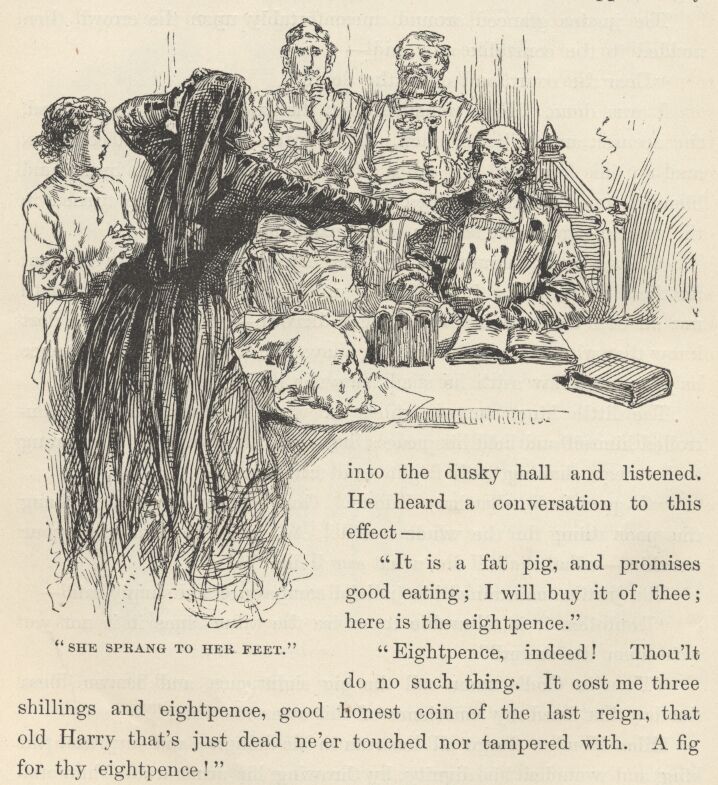 into the dusky hall and listened.
He heard a conversation to this
effect—
"It is a fat pig, and promises
good eating; I will buy it of thee;
here is the eightpence."
"SHE SPRANG TO HER FEET."
"Eightpence, indeed! Thou'lt
do no such thing. It cost me three
shillings and eightpence, good honest coin of the last reign, that
old Harry that's just dead ne'er touched nor tampered with. A fig
for thy eightpence!"